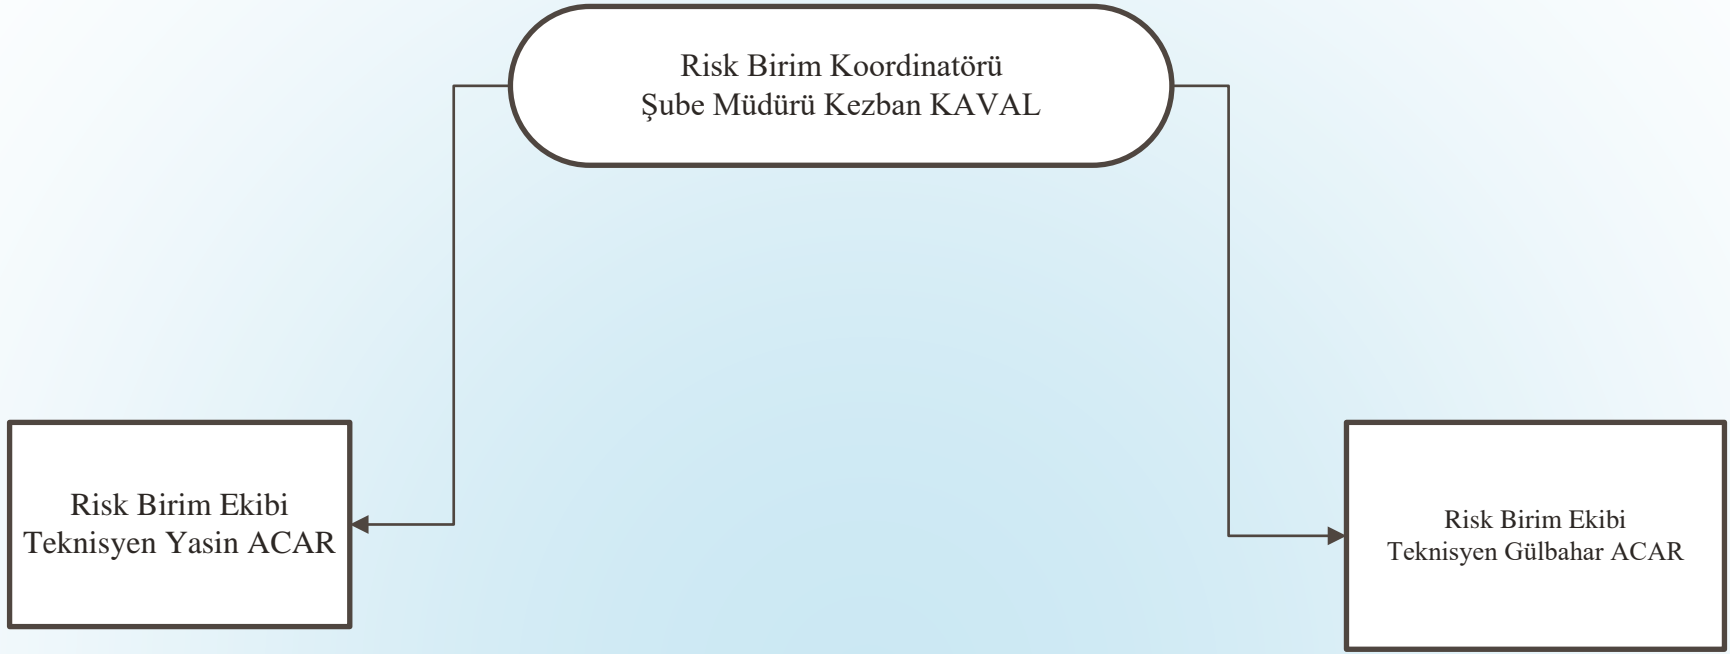 Risk Birim Koordinatörü
Şube Müdürü Kezban KAVAL
Risk Birim Ekibi
Teknisyen Yasin ACAR
Risk Birim Ekibi
Teknisyen Gülbahar ACAR